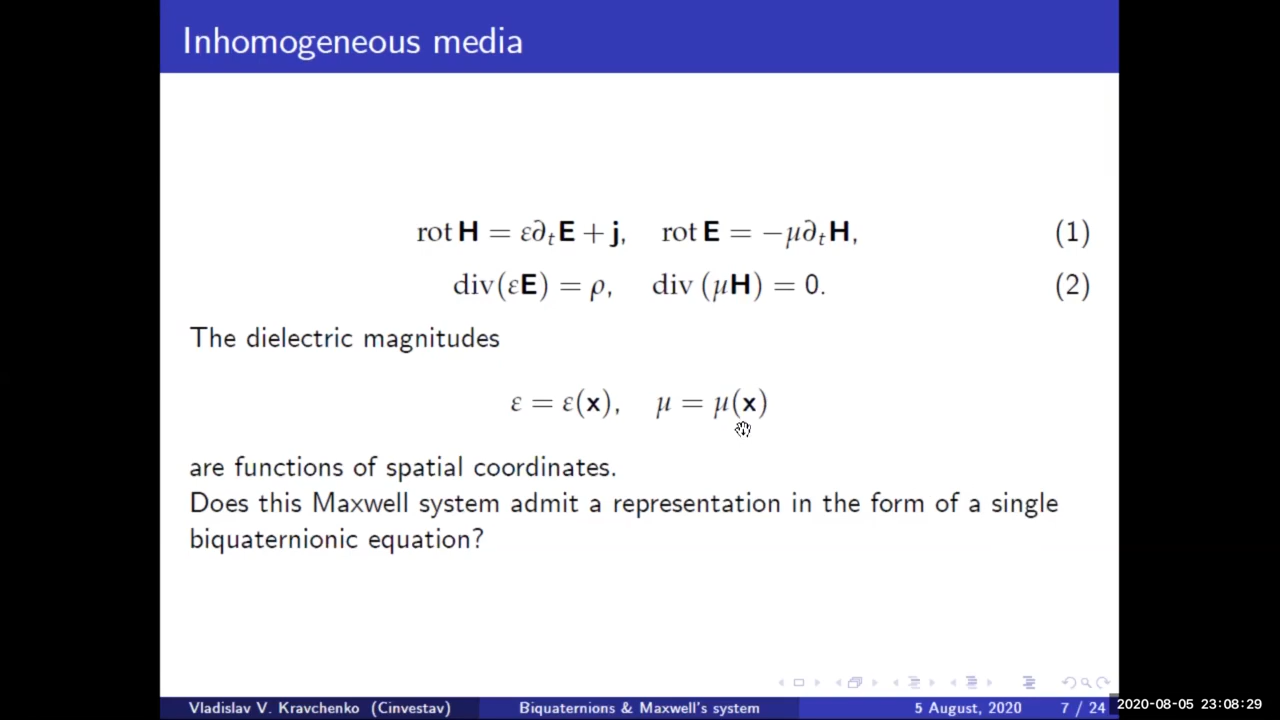 Inhomogeneous media
rot H = ε∂ₜE + j, rot E = −μ∂ₜH, (1)
div(εE) = ρ, div (μH) = 0. (2)
The dielectric magnitudes
ε = ε(x), μ = μ(x)
are functions of spatial coordinates.
Does this Maxwell system admit a representation in the form of a single
biquaternionic equation?
Vladislav V. Kravchenko (Cinvestav) Biquaternions & Maxwell's system 5 August, 2020 7 / 24 2020-08-05 23:08:29